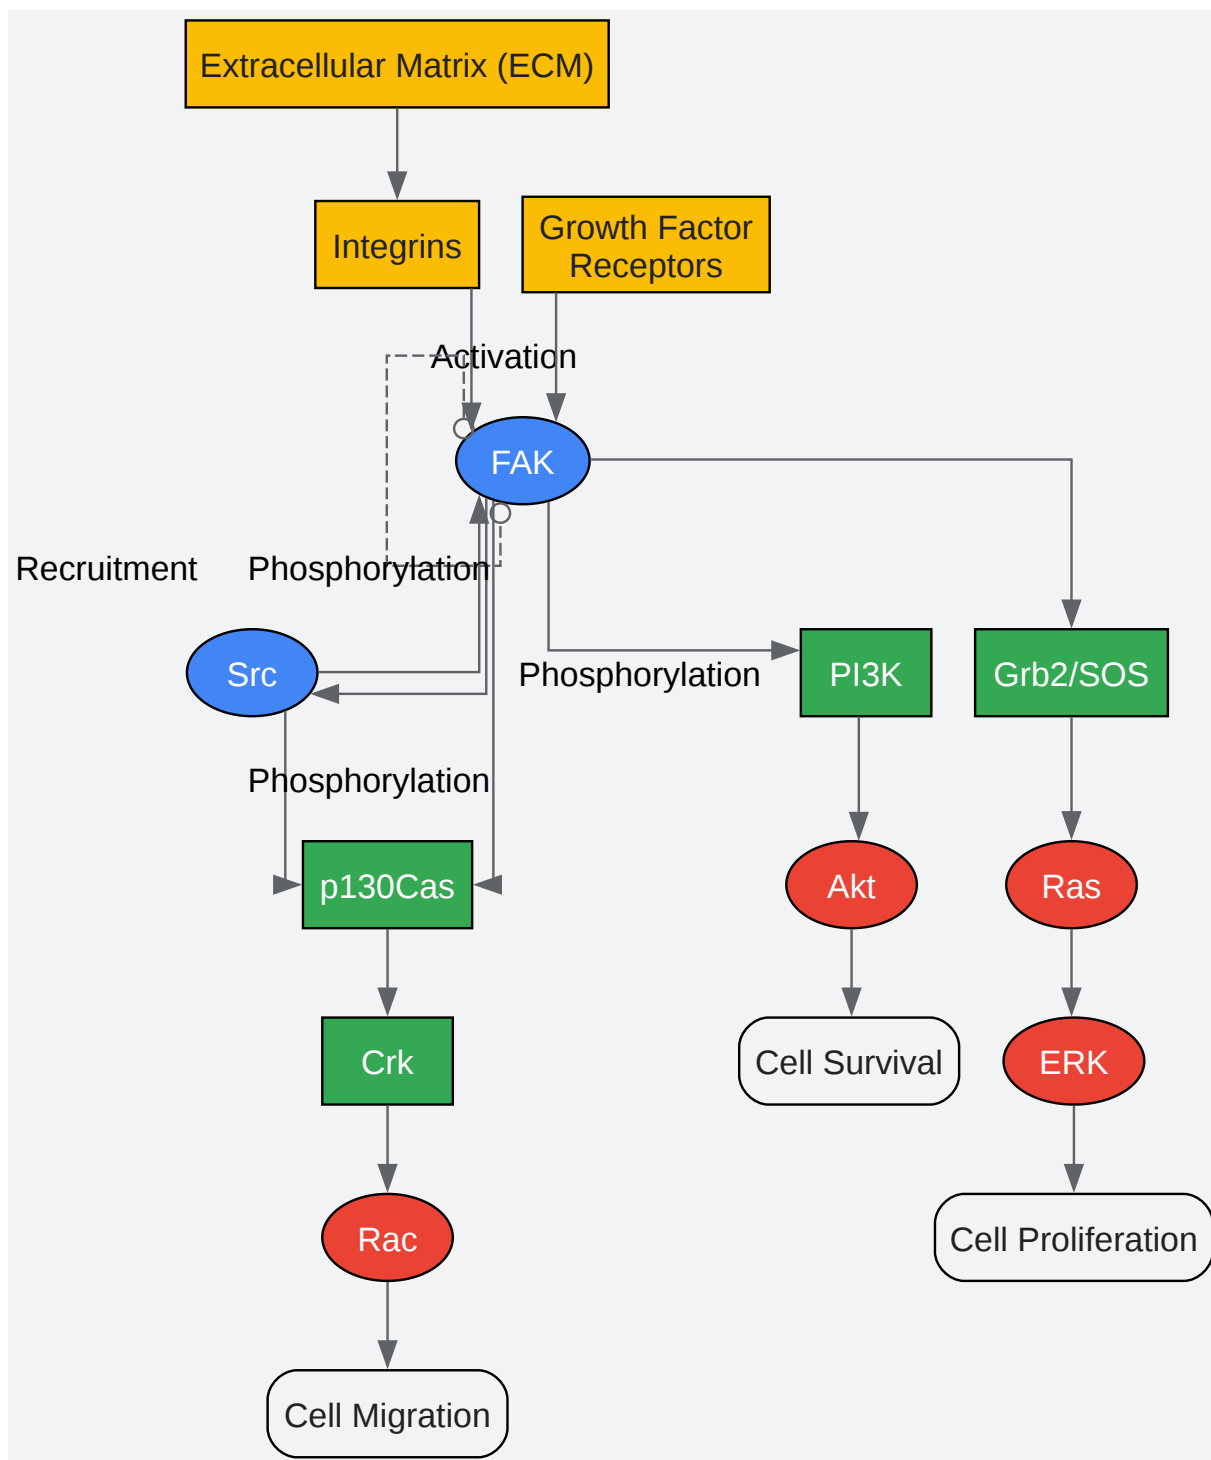 Extracellular Matrix (ECM)
Integrins
Growth Factor
Receptors
Activation
FAK
Recruitment
Phosphorylation
Src
Phosphorylation
PI3K
Grb2/SOS
Phosphorylation
p130Cas
Akt
Ras
Crk
Cell Survival
ERK
Rac
Cell Proliferation
Cell Migration